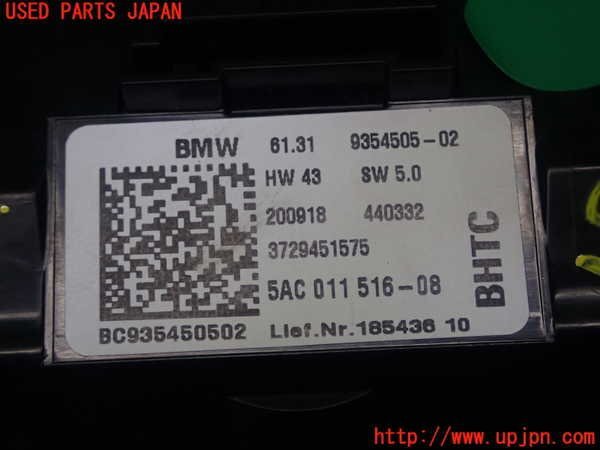 USED PARTS JAPAN
BMW 61.31 9354505-02
HW 43 SW 5.0
200918 440332
3729451575
5AC 011 516-08
BHTC
BC935450502 Lief.Nr.185436 10
UPJ
www.upjpn.com